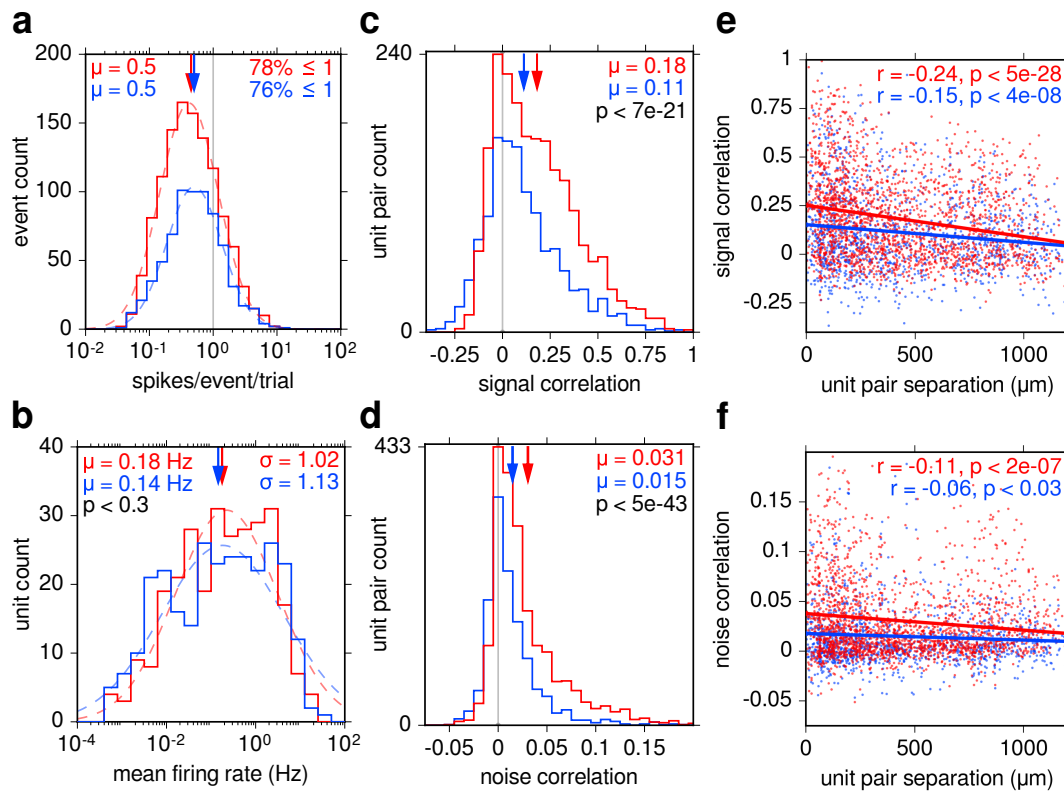 a
μ = 0.5
78% ≤ 1
μ = 0.5
76% ≤ 1
event count
200
150
100
50
0
10-2
10-1
100
101
102
spikes/event/trial
b
μ = 0.18 Hz
σ = 1.02
μ = 0.14 Hz
σ = 1.13
p < 0.3
unit count
40
30
20
10
0
10-4
10-2
100
102
mean firing rate (Hz)
c
μ = 0.18
μ = 0.11
p < 7e-21
unit pair count
240
0
-0.25
0
0.25
0.75
1
signal correlation
d
μ = 0.031
μ = 0.015
p < 5e-43
unit pair count
433
0
-0.05
0
0.05
0.10
0.15
noise correlation
e
r = -0.24, p < 5e-28
r = -0.15, p < 4e-08
signal correlation
1
0.75
0.5
0.25
0
-0.25
0
500
1000
unit pair separation (μm)
f
r = -0.11, p < 2e-07
r = -0.06, p < 0.03
noise correlation
0.15
0.1
0.05
0
-0.05
0
500
1000
unit pair separation (μm)